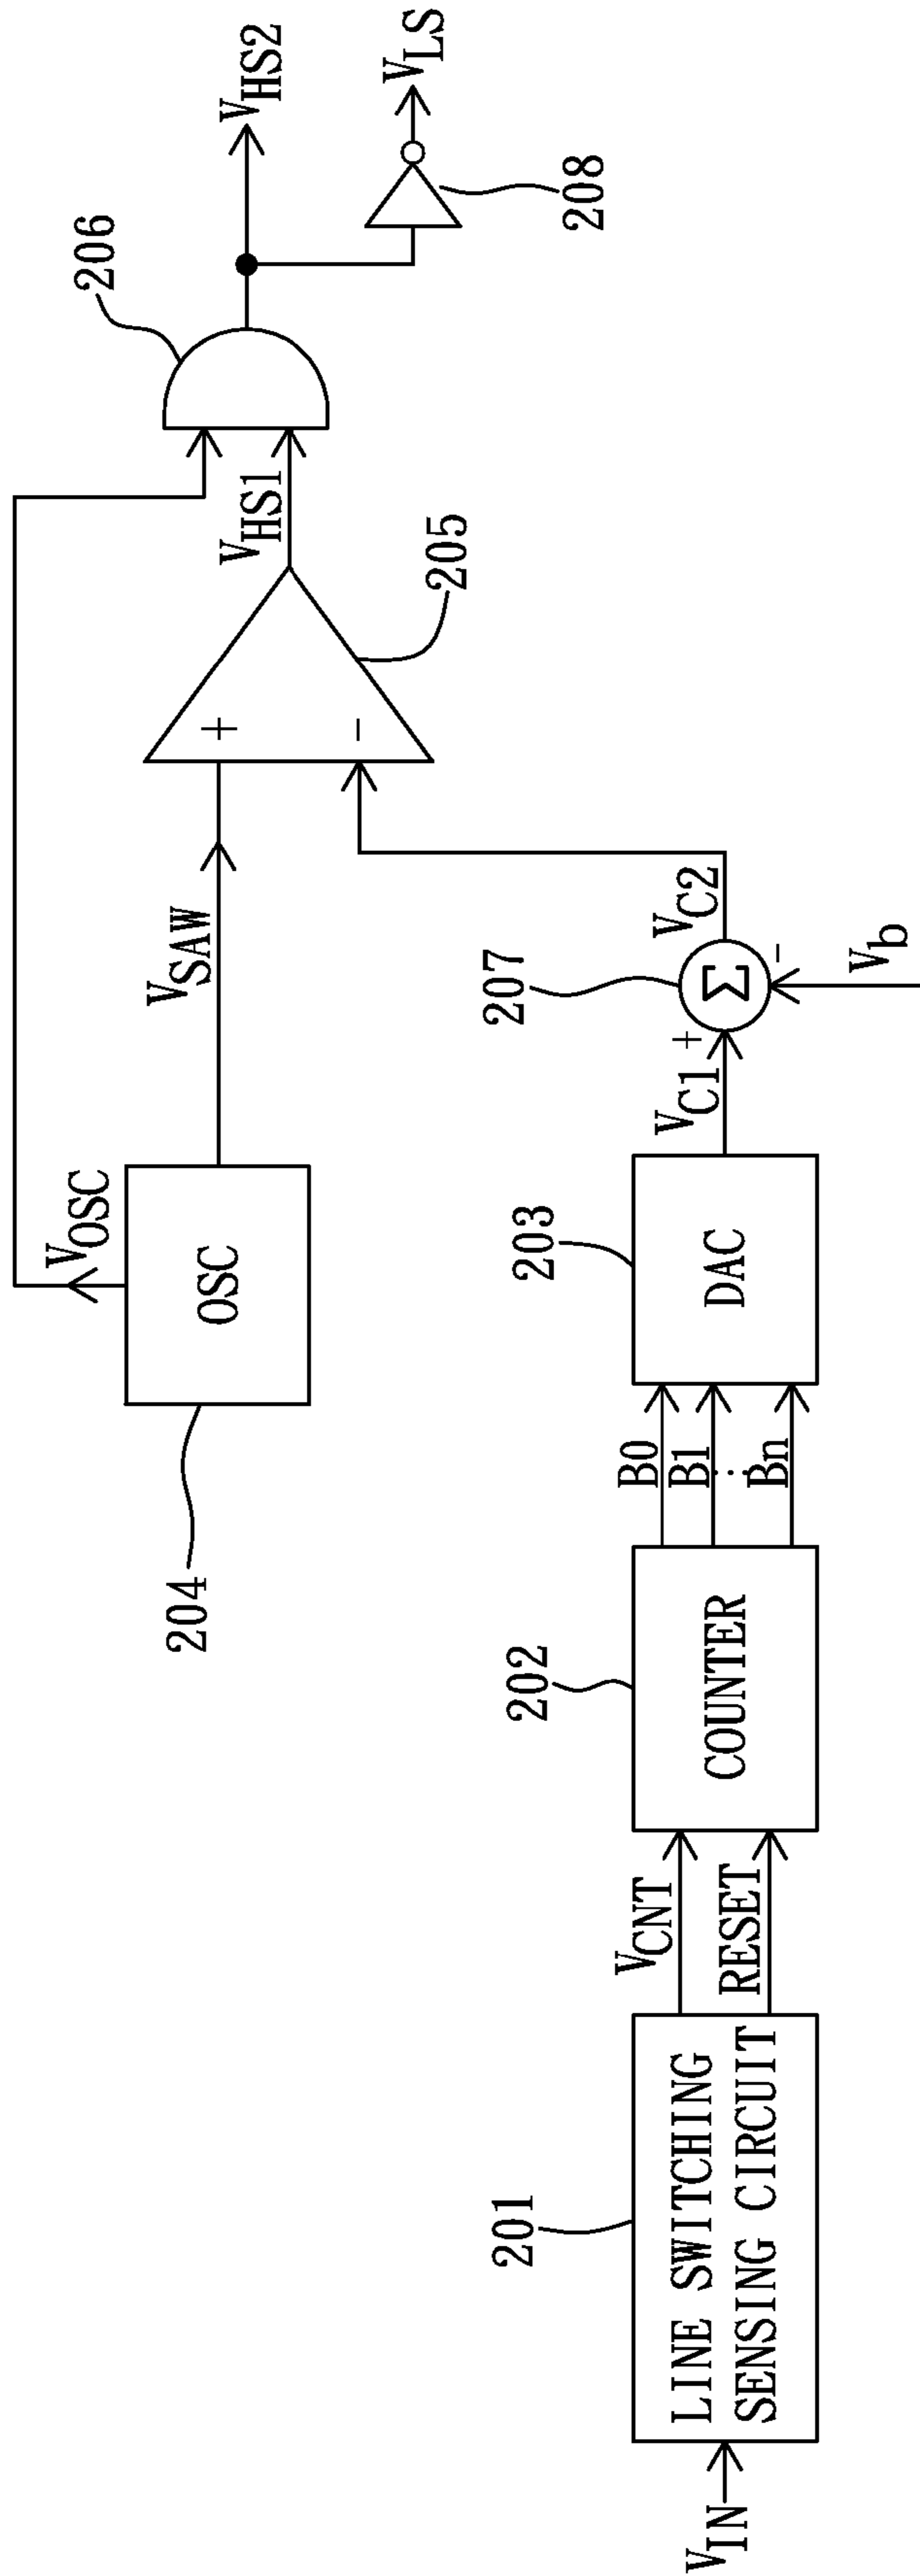 V_IN
201
LINE SWITCHING
SENSING CIRCUIT
V_CNT
RESET
202
COUNTER
B0
B1
...
Bn
203
DAC
V_C1
+
207
Σ
-
V_b
V_C2
204
OSC
V_OSC
V_SAW
+
-
205
V_HS1
206
V_HS2
208
V_LS